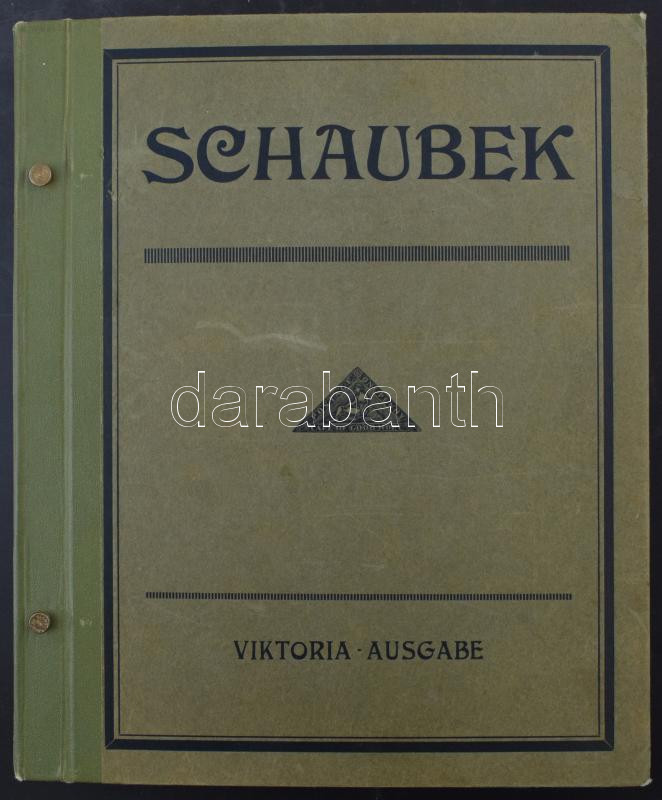 SCHAUBEK
darabanth
VIKTORIA · AUSGABE